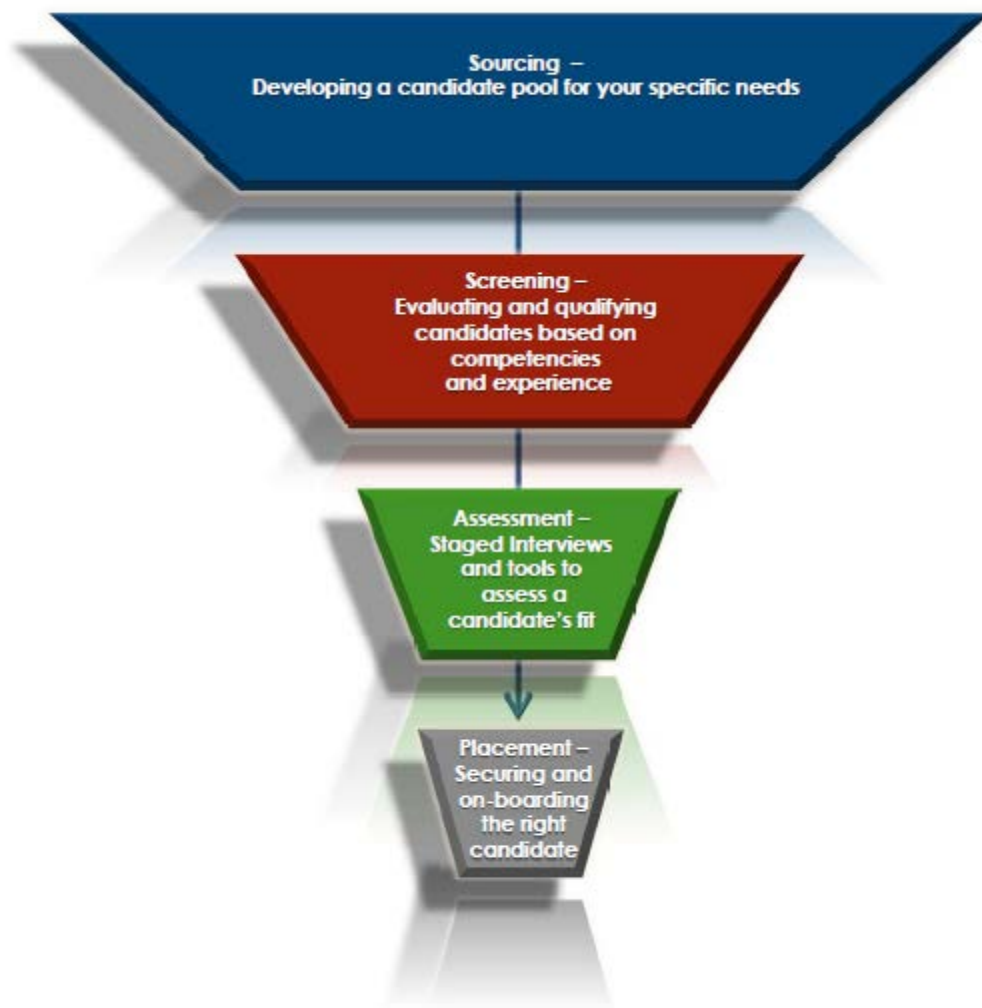 Sourcing –
Developing a candidate pool for your specific needs
Screening –
Evaluating and qualifying
candidates based on
competencies
and experience
Assessment –
Staged Interviews
and tools to
assess a
candidate's fit
Placement –
Securing and
on-boarding
the right
candidate